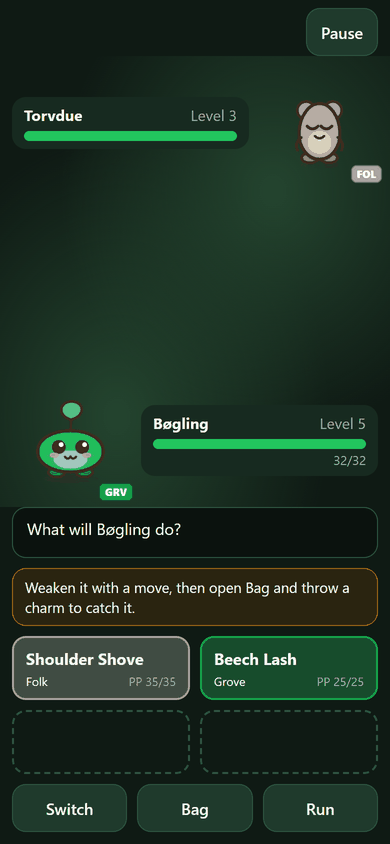 Pause
Torvdue Level 3
FOL
Bøgling Level 5
32/32
GRV
What will Bøgling do?
Weaken it with a move, then open Bag and throw a
charm to catch it.
Shoulder Shove
Folk PP 35/35
Beech Lash
Grove PP 25/25
Switch
Bag
Run